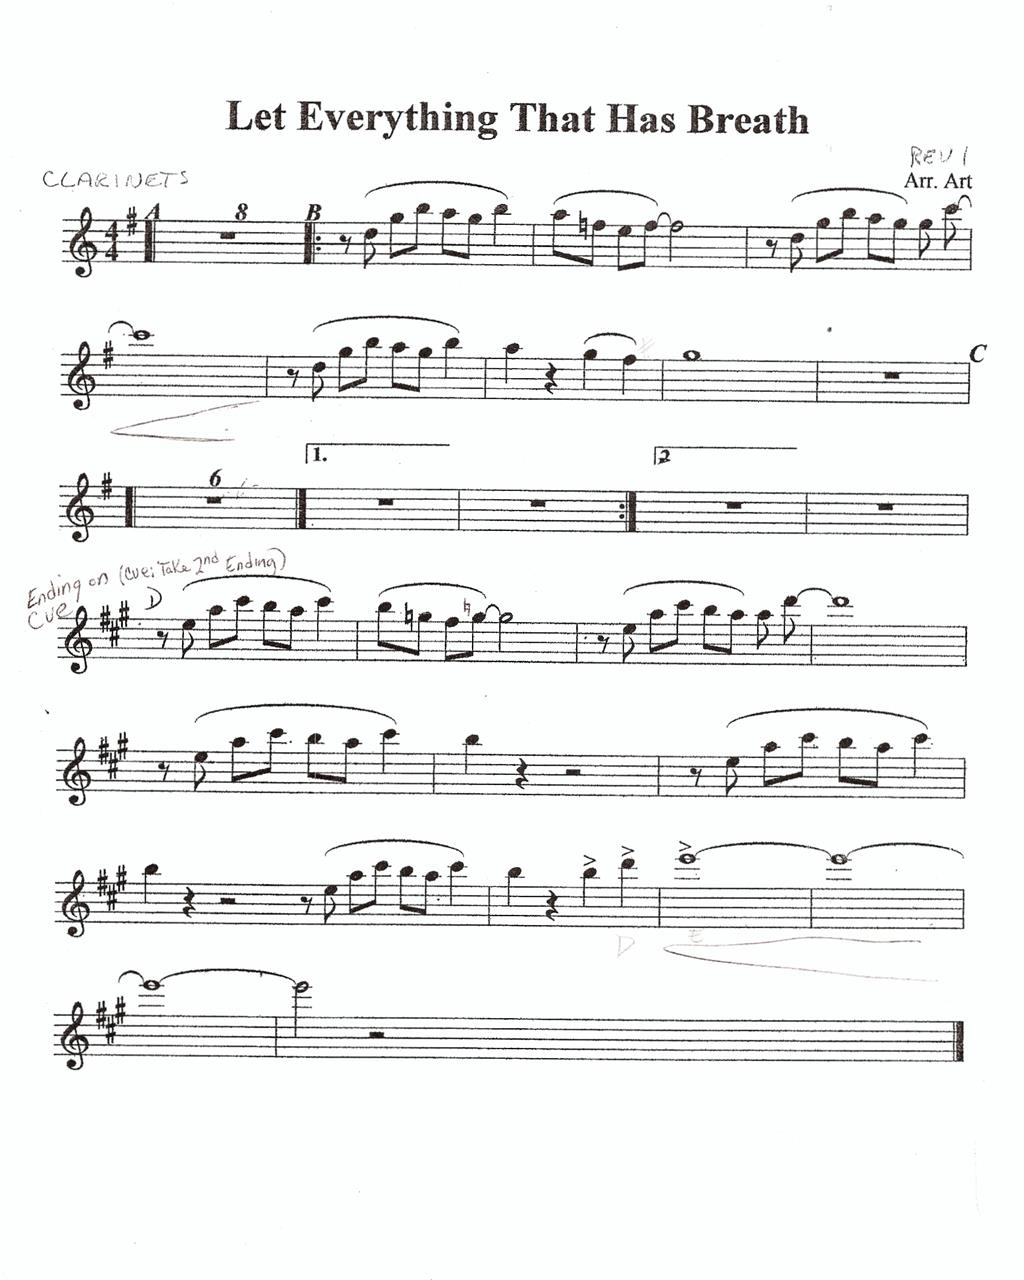 Let Everything That Has Breath
REV 1
CLARINETS
Arr. Art
A 8 B
4
4
C
6
1. 2
Ending on (cue: Take 2nd Ending)
Cue
D
D E